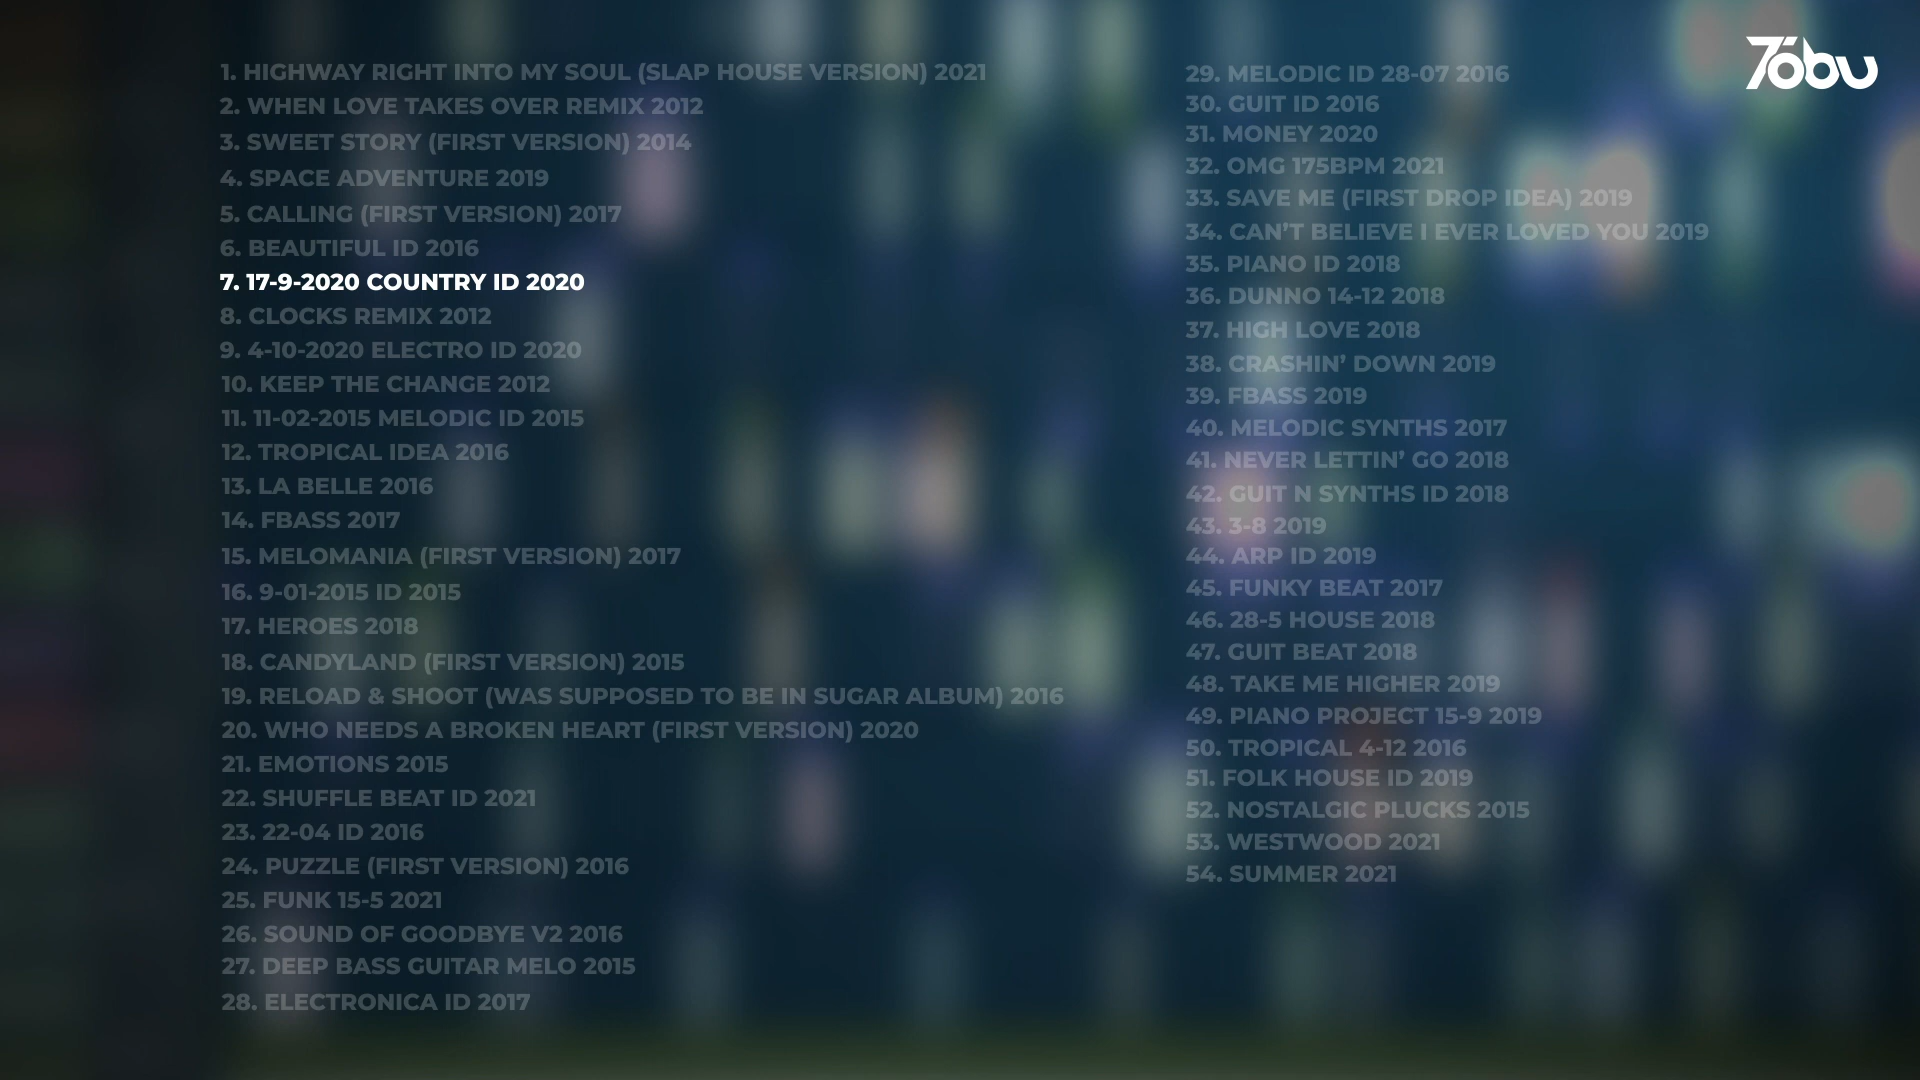 1. HIGHWAY RIGHT INTO MY SOUL (SLAP HOUSE VERSION) 2021
2. WHEN LOVE TAKES OVER REMIX 2012
3. SWEET STORY (FIRST VERSION) 2014
4. SPACE ADVENTURE 2019
5. CALLING (FIRST VERSION) 2017
6. BEAUTIFUL ID 2016
7. 17-9-2020 COUNTRY ID 2020
8. CLOCKS REMIX 2012
9. 4-10-2020 ELECTRO ID 2020
10. KEEP THE CHANGE 2012
11. 11-02-2015 MELODIC ID 2015
12. TROPICAL IDEA 2016
13. LA BELLE 2016
14. FBASS 2017
15. MELOMANIA (FIRST VERSION) 2017
16. 9-01-2015 ID 2015
17. HEROES 2018
18. CANDYLAND (FIRST VERSION) 2015
19. RELOAD & SHOOT (WAS SUPPOSED TO BE IN SUGAR ALBUM) 2016
20. WHO NEEDS A BROKEN HEART (FIRST VERSION) 2020
21. EMOTIONS 2015
22. SHUFFLE BEAT ID 2021
23. 22-04 ID 2016
24. PUZZLE (FIRST VERSION) 2016
25. FUNK 15-5 2021
26. SOUND OF GOODBYE V2 2016
27. DEEP BASS GUITAR MELO 2015
28. ELECTRONICA ID 2017
29. MELODIC ID 28-07 2016
30. GUIT ID 2016
31. MONEY 2020
32. OMG 175BPM 2021
33. SAVE ME (FIRST DROP IDEA) 2019
34. CAN’T BELIEVE I EVER LOVED YOU 2019
35. PIANO ID 2018
36. DUNNO 14-12 2018
37. HIGH LOVE 2018
38. CRASHIN’ DOWN 2019
39. FBASS 2019
40. MELODIC SYNTHS 2017
41. NEVER LETTIN’ GO 2018
42. GUIT N SYNTHS ID 2018
43. 3-8 2019
44. ARP ID 2019
45. FUNKY BEAT 2017
46. 28-5 HOUSE 2018
47. GUIT BEAT 2018
48. TAKE ME HIGHER 2019
49. PIANO PROJECT 15-9 2019
50. TROPICAL 4-12 2016
51. FOLK HOUSE ID 2019
52. NOSTALGIC PLUCKS 2015
53. WESTWOOD 2021
54. SUMMER 2021
Tobu